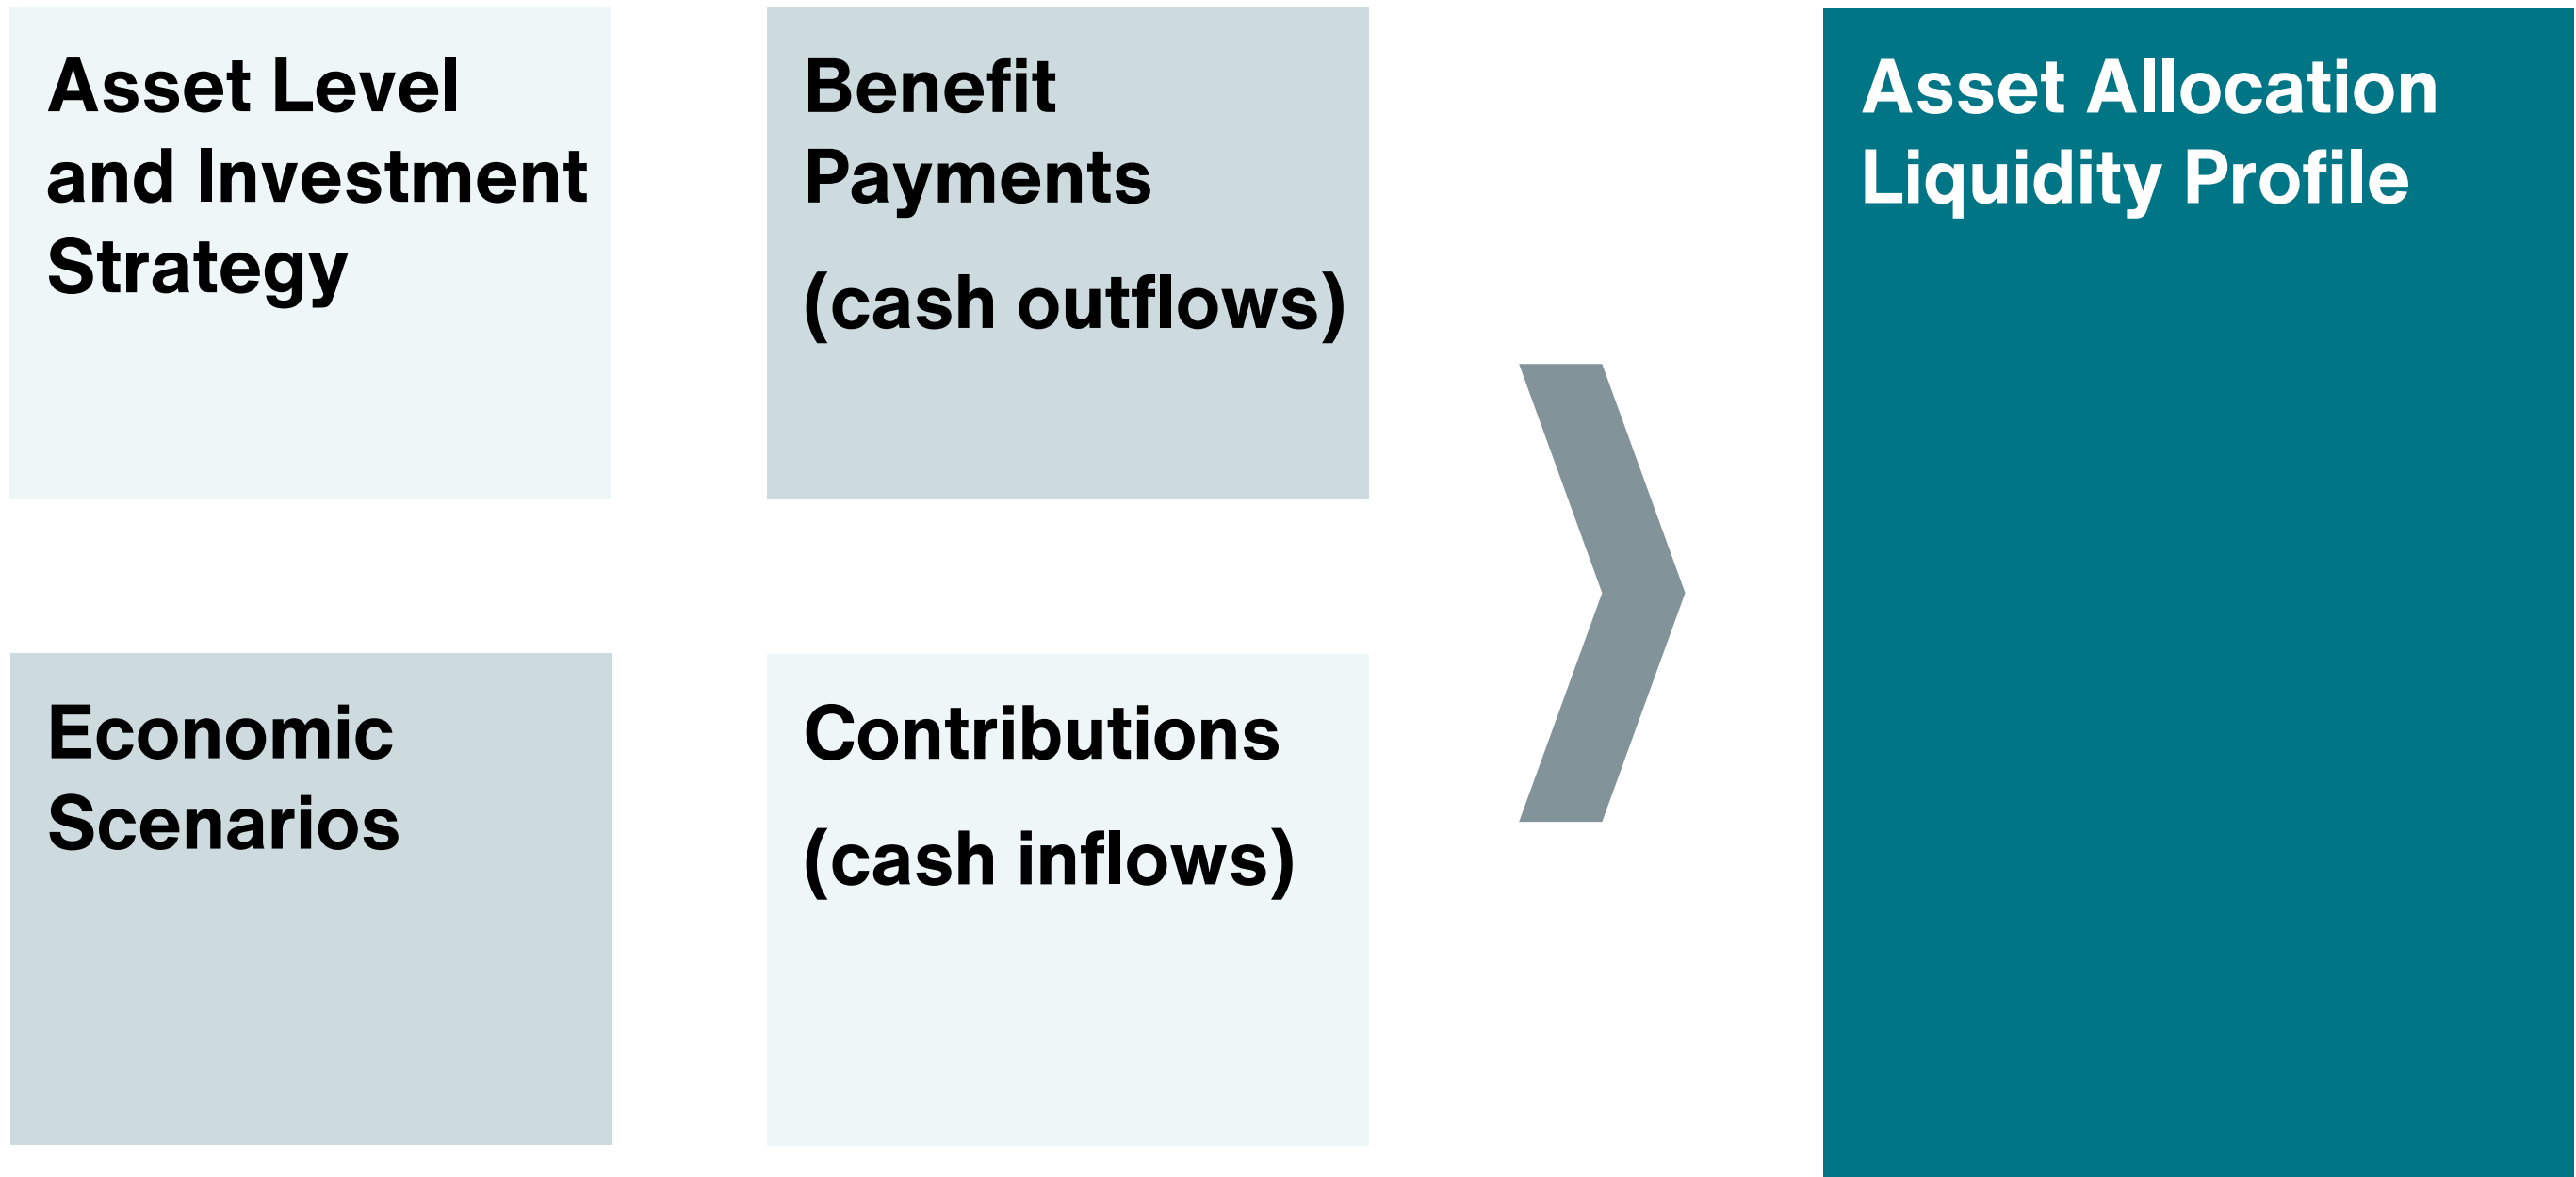 Asset Level
and Investment
Strategy
Benefit
Payments
(cash outflows)
Economic
Scenarios
Contributions
(cash inflows)
Asset Allocation
Liquidity Profile